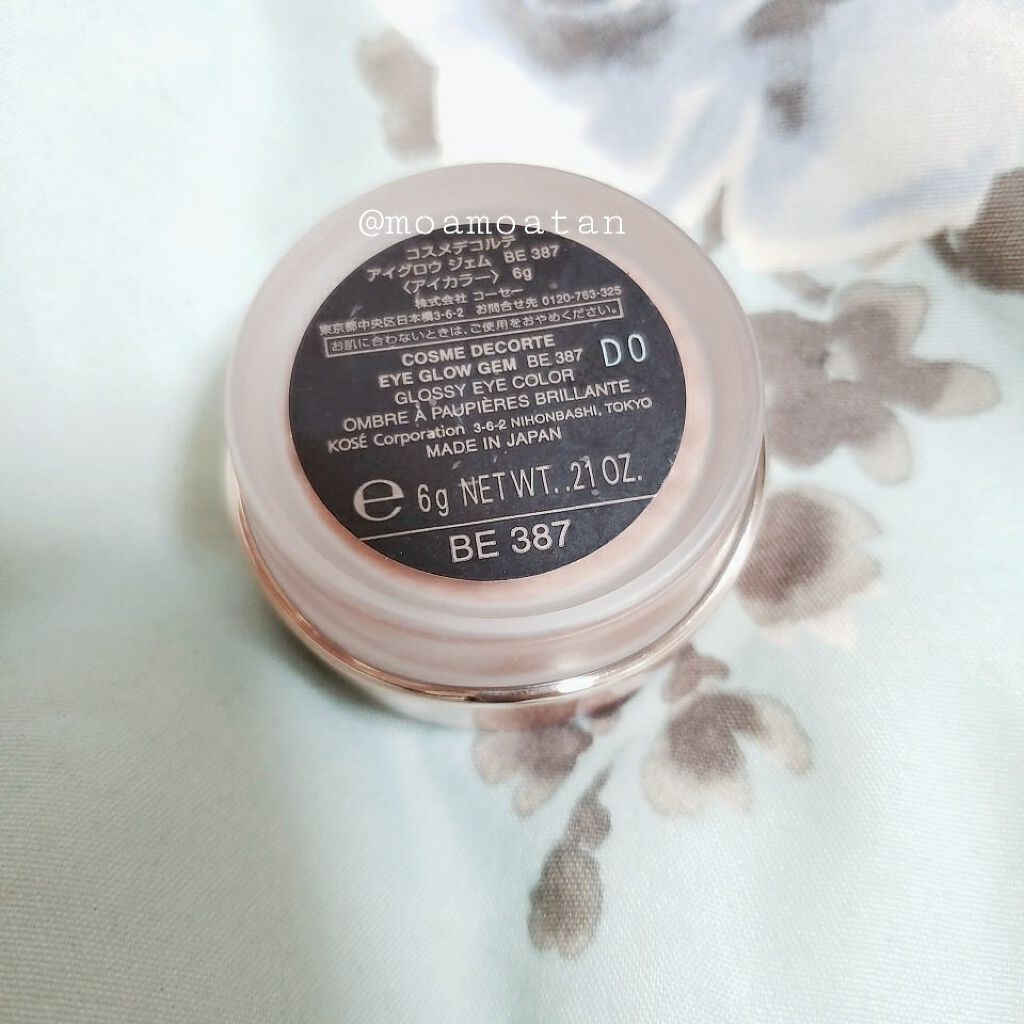 @moamoatan
コスメデコルテ
アイグロウ ジェム BE 387
〈アイカラー〉 6g
株式会社 コーセー
東京都中央区日本橋3-6-2 お問合せ先 0120-763-325
お肌に合わないときは、ご使用をおやめください。
COSME DECORTE
EYE GLOW GEM BE 387 D0
GLOSSY EYE COLOR
OMBRE À PAUPIÈRES BRILLANTE
KOSÉ Corporation 3-6-2 NIHONBASHI, TOKYO
MADE IN JAPAN
e 6g NET WT. .21 OZ.
BE 387